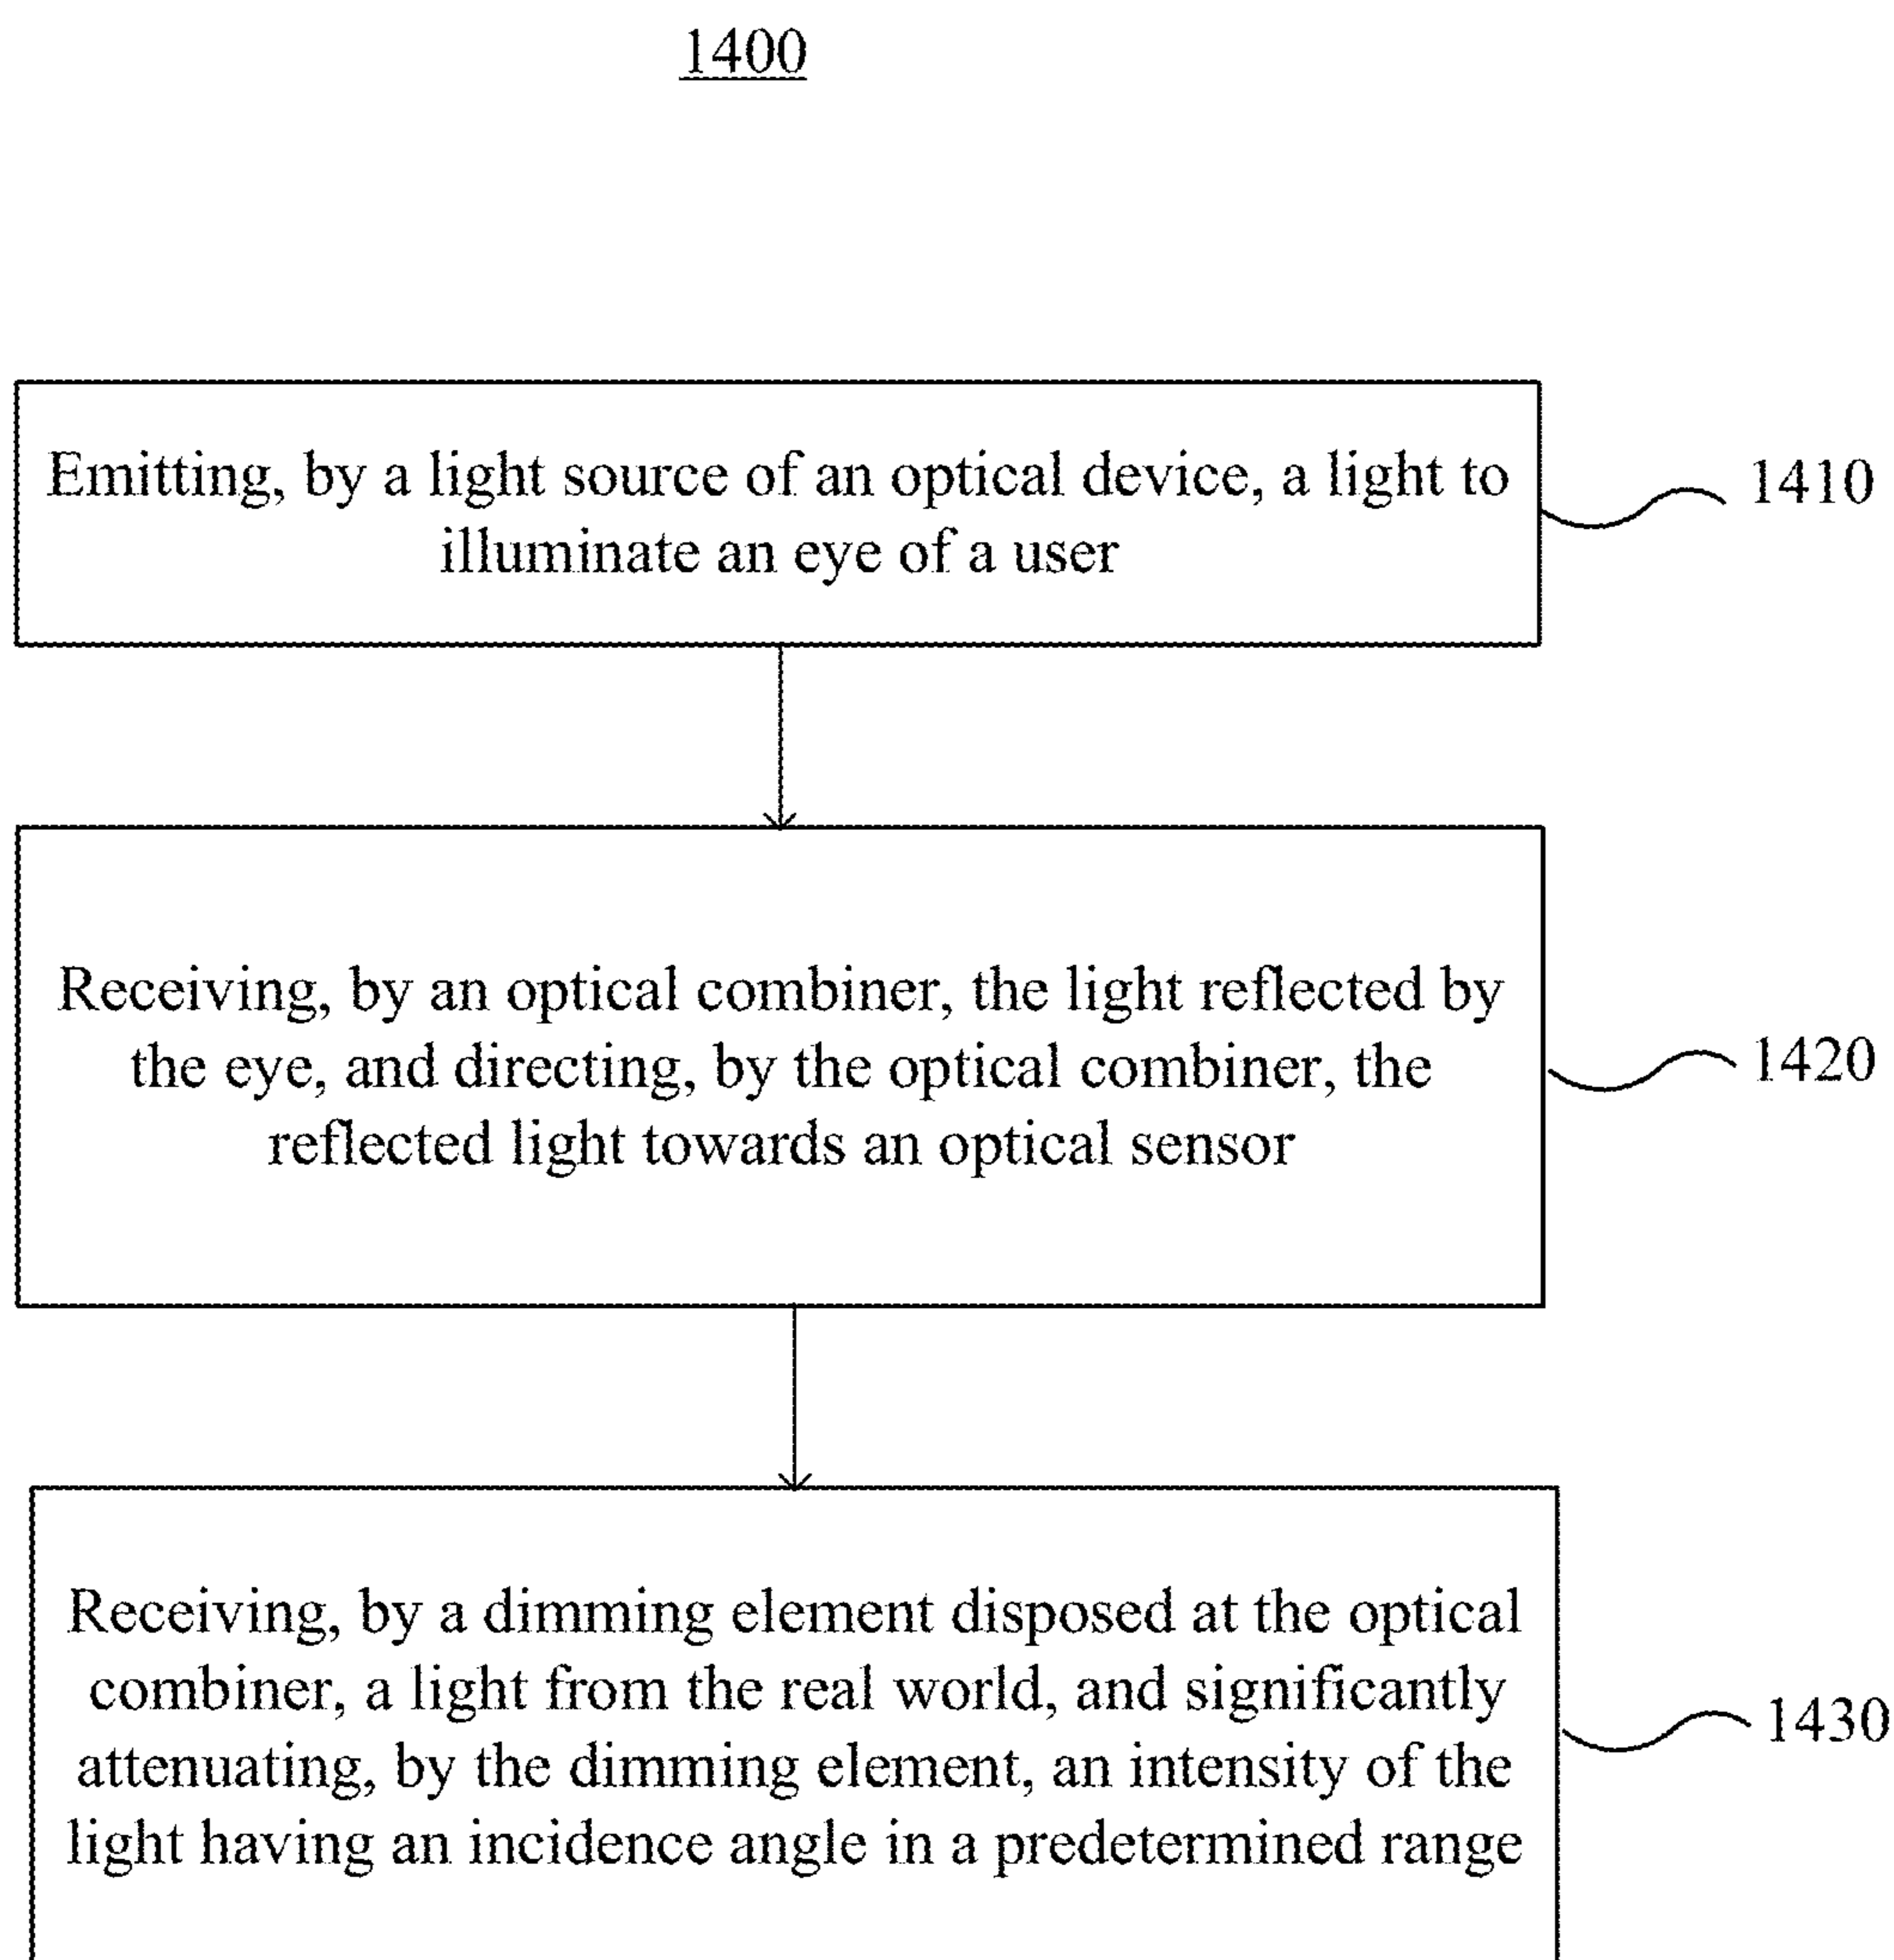 1400
Emitting, by a light source of an optical device, a light to
illuminate an eye of a user
1410
Receiving, by an optical combiner, the light reflected by
the eye, and directing, by the optical combiner, the
reflected light towards an optical sensor
1420
Receiving, by a dimming element disposed at the optical
combiner, a light from the real world, and significantly
attenuating, by the dimming element, an intensity of the
light having an incidence angle in a predetermined range
1430